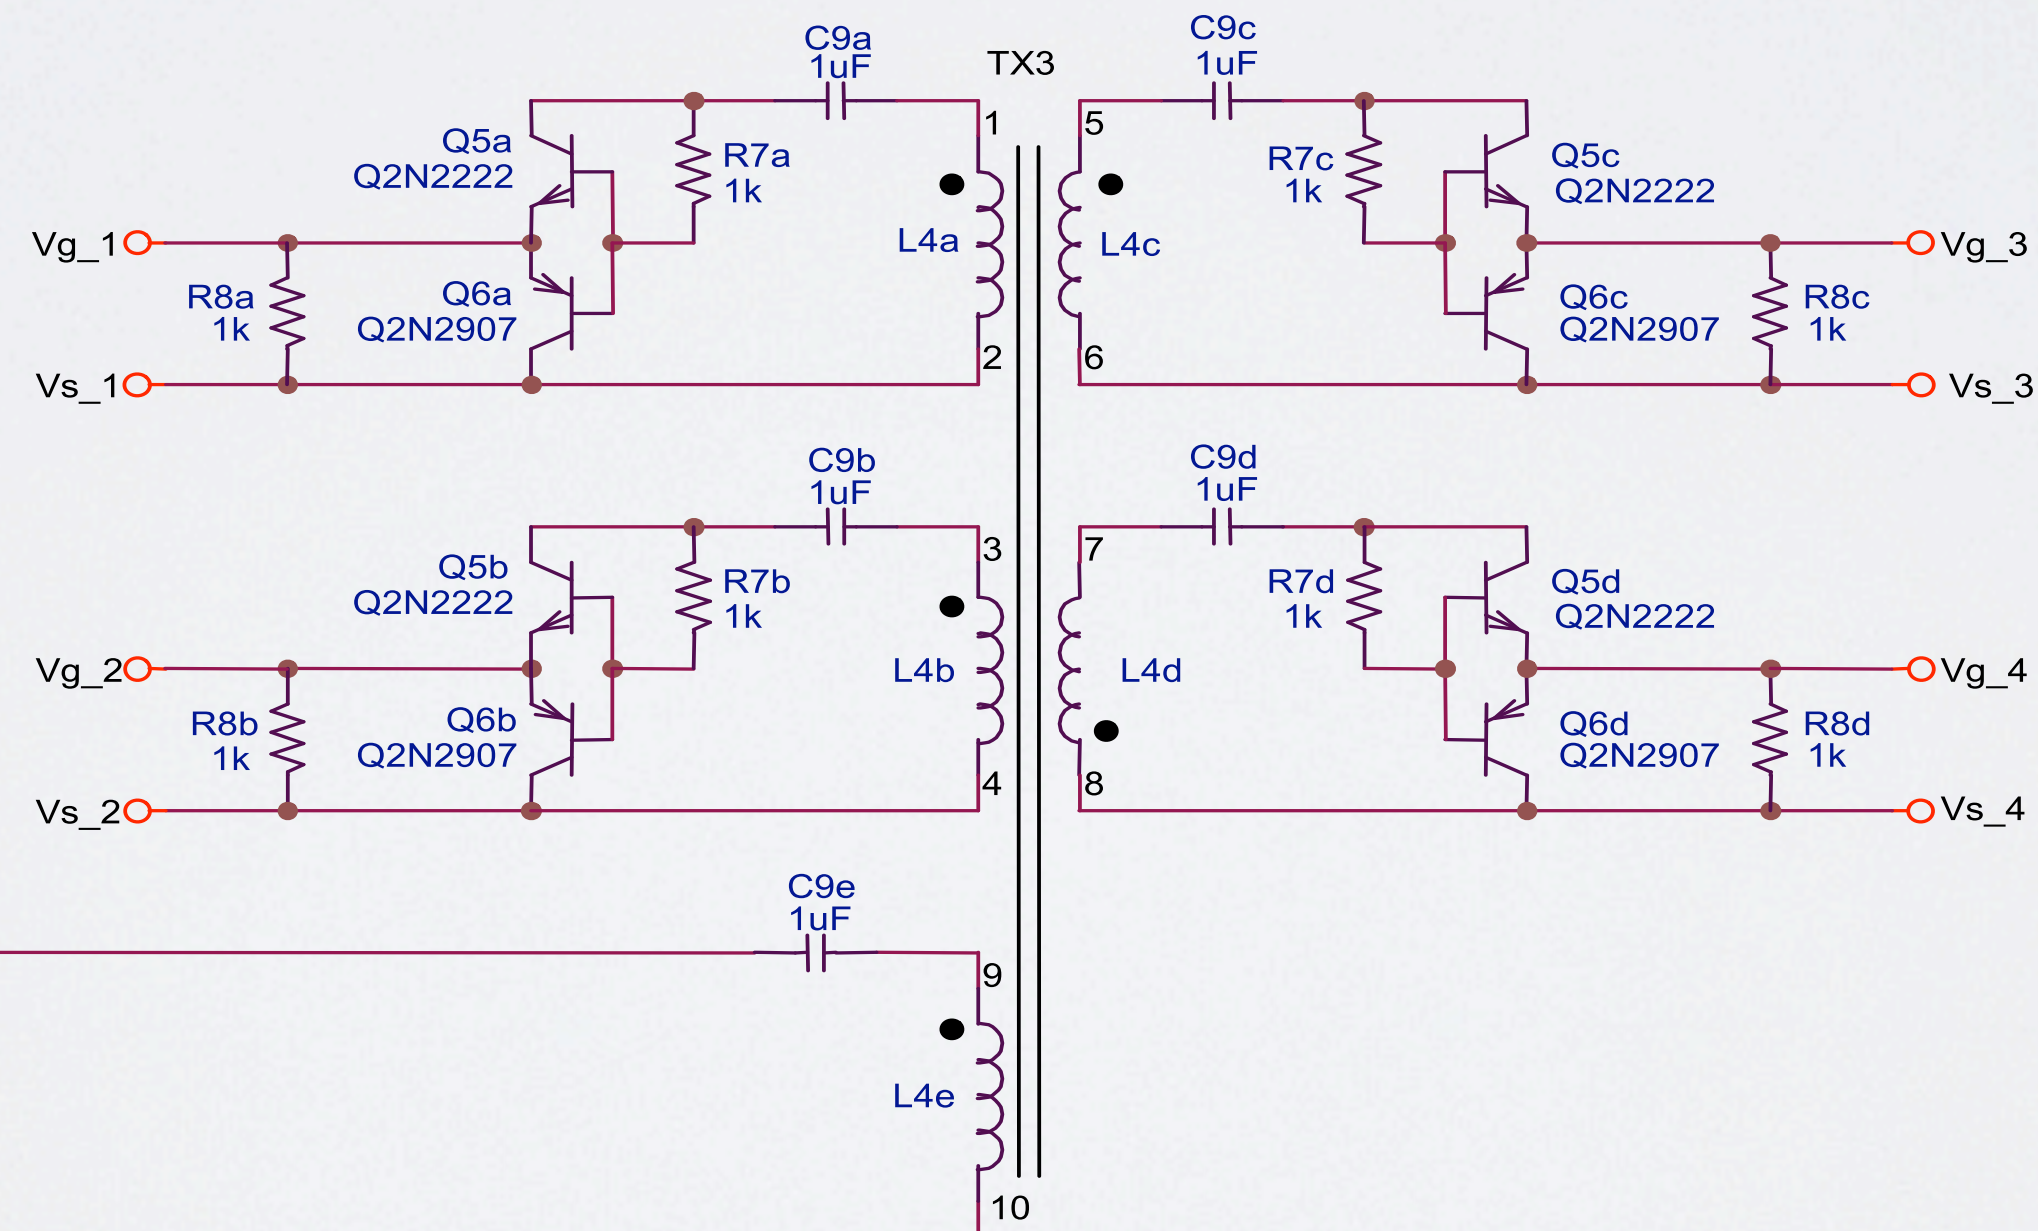 C9a
1uF
TX3
C9c
1uF
1
5
Q5a
Q2N2222
R7a
1k
R7c
1k
Q5c
Q2N2222
Vg_1
L4a
L4c
Vg_3
R8a
1k
Q6a
Q2N2907
Q6c
Q2N2907
R8c
1k
2
6
Vs_1
Vs_3
C9b
1uF
C9d
1uF
3
7
Q5b
Q2N2222
R7b
1k
R7d
1k
Q5d
Q2N2222
Vg_2
L4b
L4d
Vg_4
R8b
1k
Q6b
Q2N2907
Q6d
Q2N2907
R8d
1k
4
8
Vs_2
Vs_4
C9e
1uF
9
L4e
10